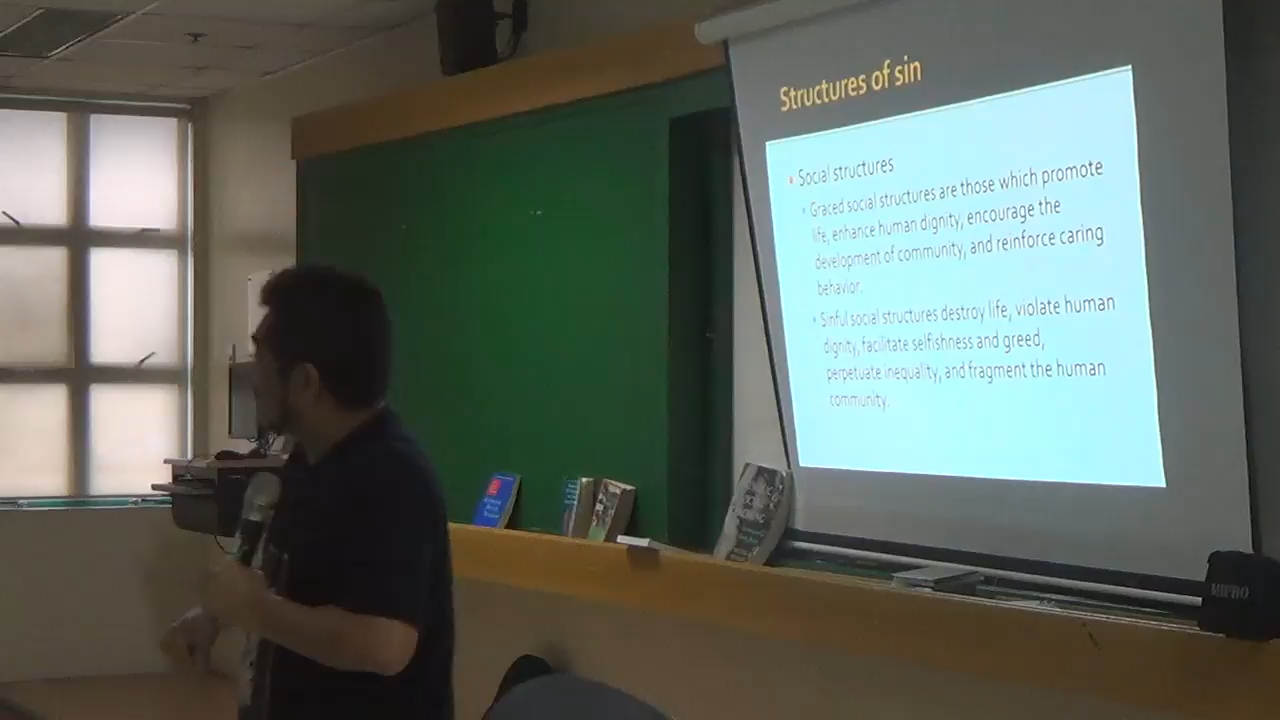 Structures of sin
• Social structures
• Graced social structures are those which promote
life, enhance human dignity, encourage the
development of community, and reinforce caring
behavior.
• Sinful social structures destroy life, violate human
dignity, facilitate selfishness and greed,
perpetuate inequality, and fragment the human
community.
MIPRO